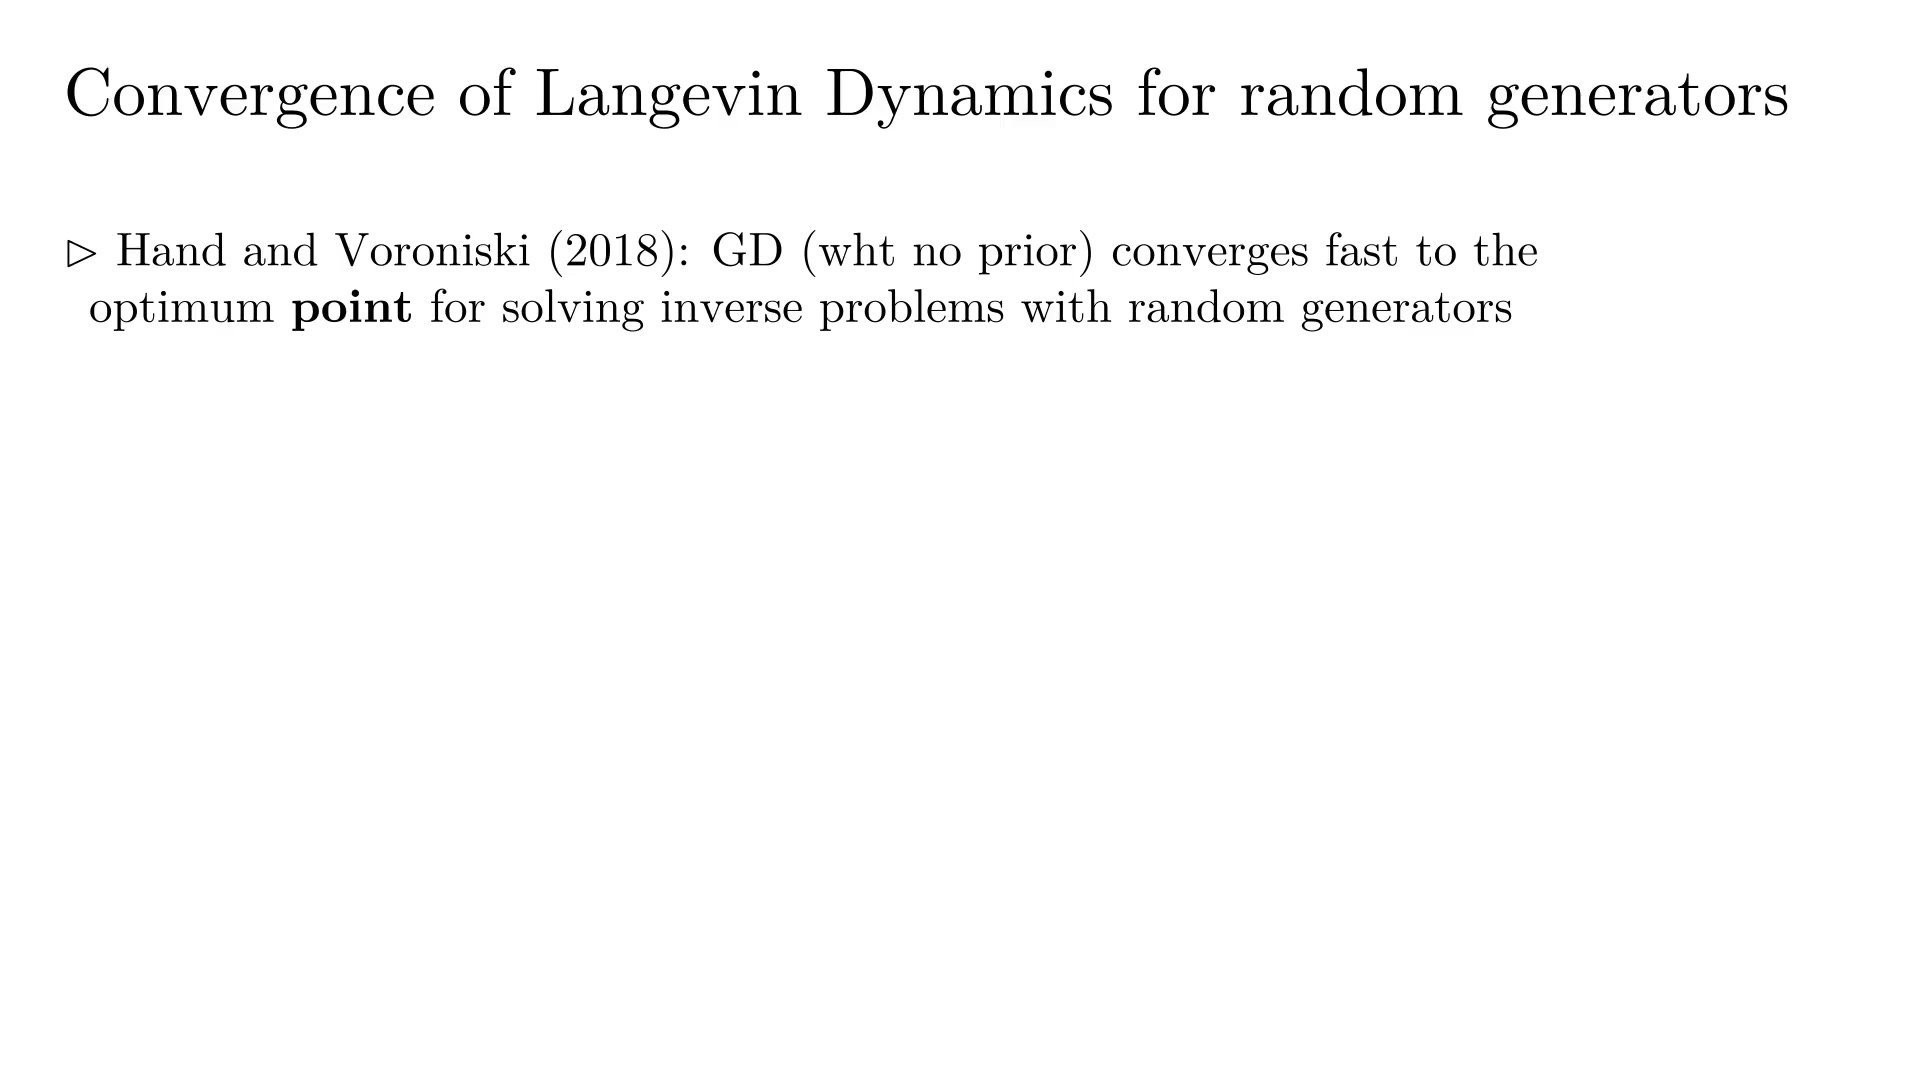 Convergence of Langevin Dynamics for random generators
▷ Hand and Voroniski (2018): GD (wht no prior) converges fast to the
optimum point for solving inverse problems with random generators